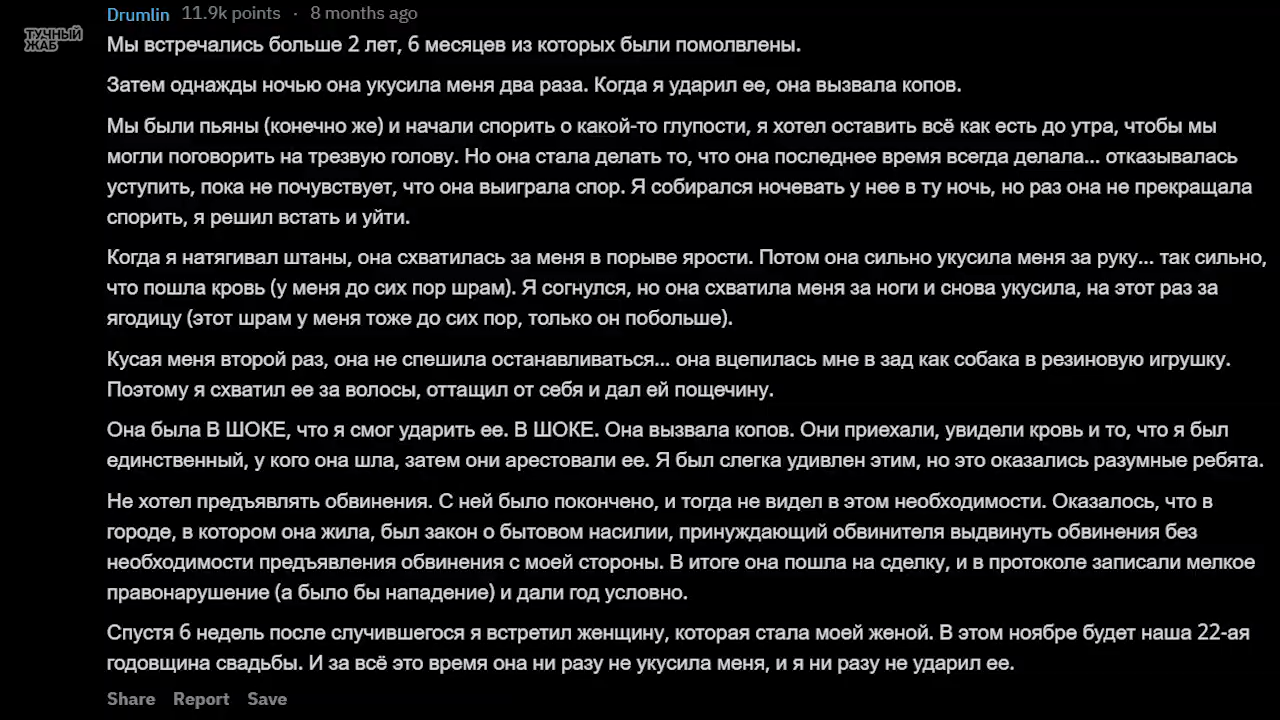 Drumlin 11.9k points · 8 months ago
ТУЧНЫЙ
ЖАБ
Мы встречались больше 2 лет, 6 месяцев из которых были помолвлены.
Затем однажды ночью она укусила меня два раза. Когда я ударил ее, она вызвала копов.
Мы были пьяны (конечно же) и начали спорить о какой-то глупости, я хотел оставить всё как есть до утра, чтобы мы
могли поговорить на трезвую голову. Но она стала делать то, что она последнее время всегда делала... отказывалась
уступить, пока не почувствует, что она выиграла спор. Я собирался ночевать у нее в ту ночь, но раз она не прекращала
спорить, я решил встать и уйти.
Когда я натягивал штаны, она схватилась за меня в порыве ярости. Потом она сильно укусила меня за руку... так сильно,
что пошла кровь (у меня до сих пор шрам). Я согнулся, но она схватила меня за ноги и снова укусила, на этот раз за
ягодицу (этот шрам у меня тоже до сих пор, только он побольше).
Кусая меня второй раз, она не спешила останавливаться... она вцепилась мне в зад как собака в резиновую игрушку.
Поэтому я схватил ее за волосы, оттащил от себя и дал ей пощечину.
Она была В ШОКЕ, что я смог ударить ее. В ШОКЕ. Она вызвала копов. Они приехали, увидели кровь и то, что я был
единственный, у кого она шла, затем они арестовали ее. Я был слегка удивлен этим, но это оказались разумные ребята.
Не хотел предъявлять обвинения. С ней было покончено, и тогда не видел в этом необходимости. Оказалось, что в
городе, в котором она жила, был закон о бытовом насилии, принуждающий обвинителя выдвинуть обвинения без
необходимости предъявления обвинения с моей стороны. В итоге она пошла на сделку, и в протоколе записали мелкое
правонарушение (а было бы нападение) и дали год условно.
Спустя 6 недель после случившегося я встретил женщину, которая стала моей женой. В этом ноябре будет наша 22-ая
годовщина свадьбы. И за всё это время она ни разу не укусила меня, и я ни разу не ударил ее.
Share Report Save